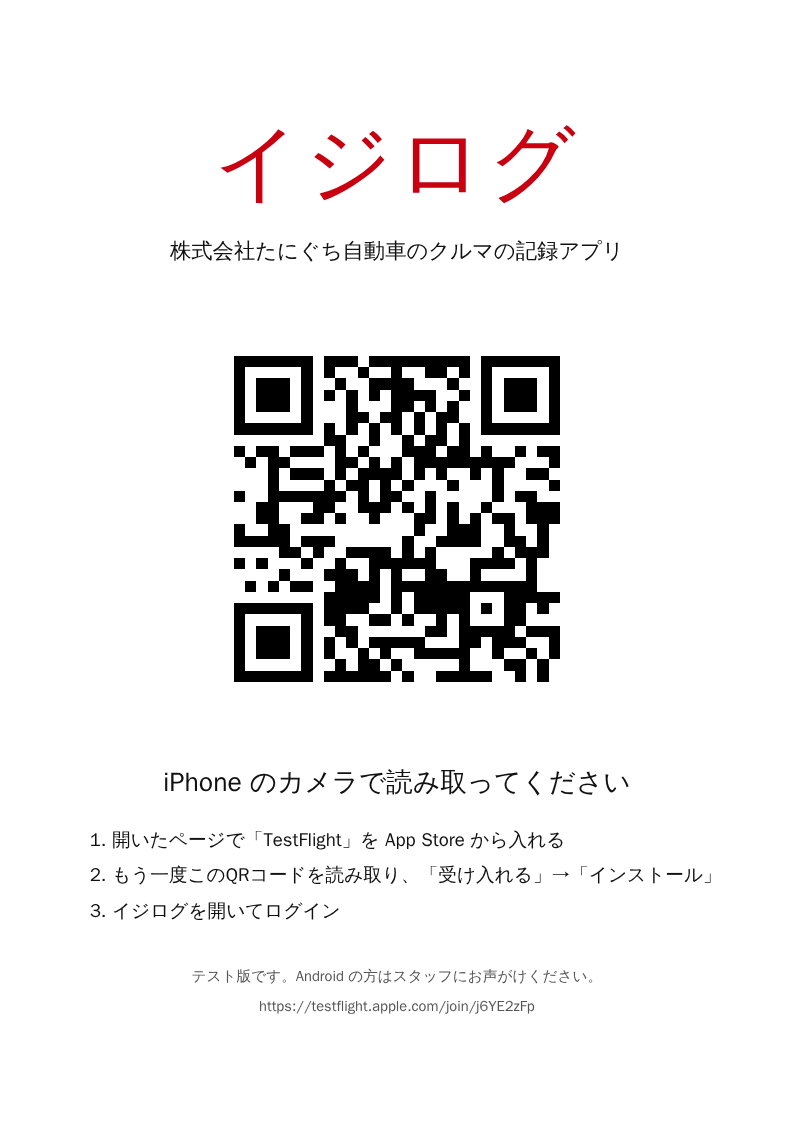 イジログ
株式会社たにぐち自動車のクルマの記録アプリ
iPhone のカメラで読み取ってください
1. 開いたページで「TestFlight」を App Store から入れる
2. もう一度このQRコードを読み取り、「受け入れる」→「インストール」
3. イジログを開いてログイン
テスト版です。Android の方はスタッフにお声がけください。
https://testflight.apple.com/join/j6YE2zFp